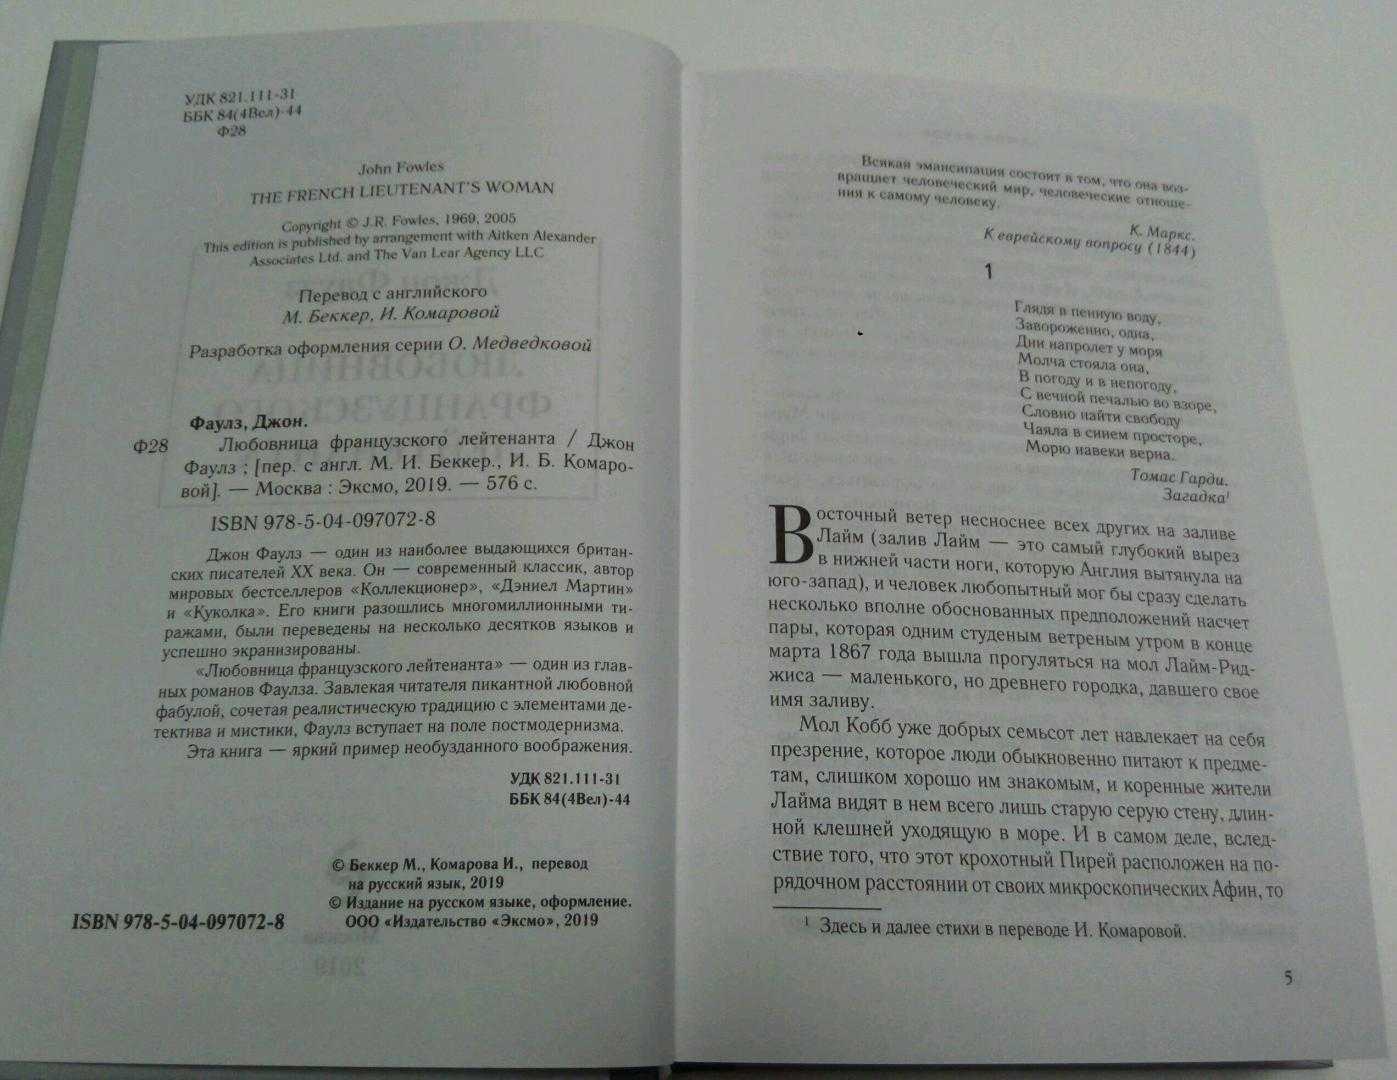 УДК 821.111-31
ББК 84(4Вел)-44
Ф28
John Fowles
THE FRENCH LIEUTENANT'S WOMAN
Copyright © J.R. Fowles, 1969, 2005
This edition is published by arrangement with Aitken Alexander
Associates Ltd. and The Van Lear Agency LLC
Перевод с английского
М. Беккер, И. Комаровой
Разработка оформления серии О. Медведковой
Фаулз, Джон.
Ф28 Любовница французского лейтенанта / Джон
Фаулз ; [пер. с англ. М. И. Беккер., И. Б. Комаро-
вой]. — Москва : Эксмо, 2019. — 576 с.
ISBN 978-5-04-097072-8
Джон Фаулз — один из наиболее выдающихся британ-
ских писателей XX века. Он — современный классик, автор
мировых бестселлеров «Коллекционер», «Дэниел Мартин»
и «Куколка». Его книги разошлись многомиллионными ти-
ражами, были переведены на несколько десятков языков и
успешно экранизированы.
«Любовница французского лейтенанта» — один из глав-
ных романов Фаулза. Завлекая читателя пикантной любовной
фабулой, сочетая реалистическую традицию с элементами де-
тектива и мистики, Фаулз вступает на поле постмодернизма.
Эта книга — яркий пример необузданного воображения.
УДК 821.111-31
ББК 84(4Вел)-44
© Беккер М., Комарова И., перевод
на русский язык, 2019
© Издание на русском языке, оформление.
ООО «Издательство «Эксмо», 2019
ISBN 978-5-04-097072-8
Всякая эмансипация состоит в том, что она воз-
вращает человеческий мир, человеческие отноше-
ния к самому человеку.
К. Маркс.
К еврейскому вопросу (1844)
1
Глядя в пенную воду,
Завороженно, одна,
Дни напролет у моря
Молча стояла она,
В погоду и в непогоду,
С вечной печалью во взоре,
Словно найти свободу
Чаяла в синем просторе,
Морю навеки верна.
Томас Гарди.
Загадка¹
Восточный ветер несноснее всех других на заливе
Лайм (залив Лайм — это самый глубокий вырез
в нижней части ноги, которую Англия вытянула на
юго-запад), и человек любопытный мог бы сразу сделать
несколько вполне обоснованных предположений насчет
пары, которая одним студеным ветреным утром в конце
марта 1867 года вышла прогуляться на мол Лайм-Рид-
жиса — маленького, но древнего городка, давшего свое
имя заливу.
Мол Кобб уже добрых семьсот лет навлекает на себя
презрение, которое люди обыкновенно питают к предме-
там, слишком хорошо им знакомым, и коренные жители
Лайма видят в нем всего лишь старую серую стену, длин-
ной клешней уходящую в море. И в самом деле, вслед-
ствие того, что этот крохотный Пирей расположен на по-
рядочном расстоянии от своих микроскопических Афин, то
¹ Здесь и далее стихи в переводе И. Комаровой.
5